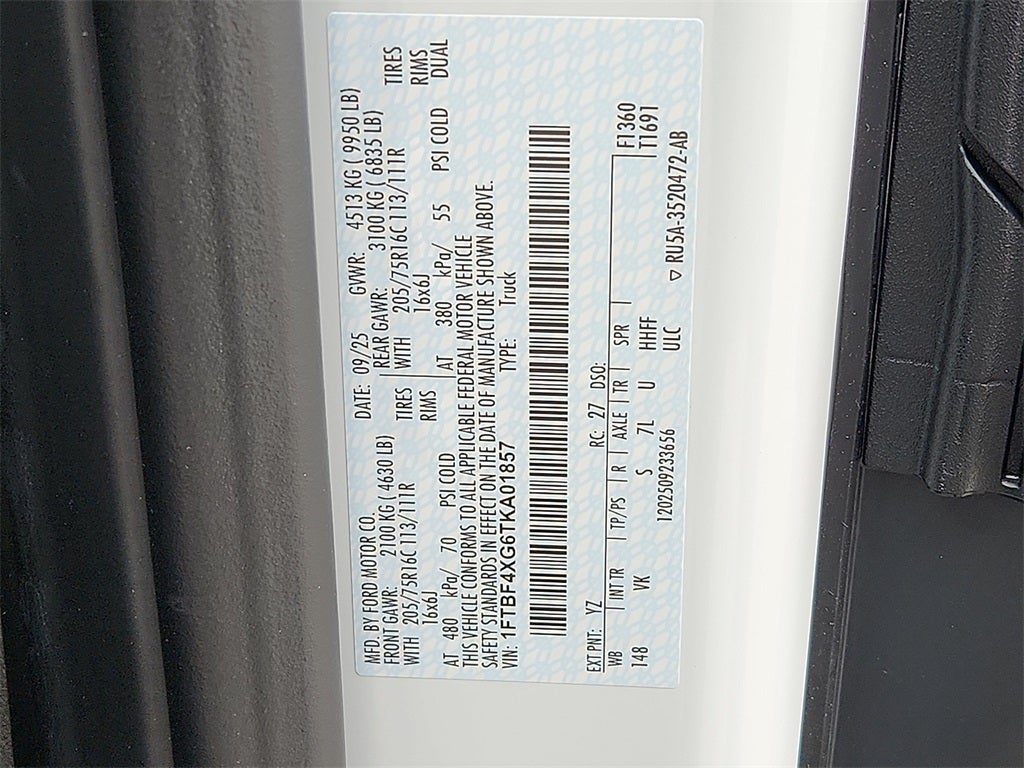 MFD. BY FORD MOTOR CO. DATE: 09/25 GVWR: 4513 KG ( 9950 LB)
FRONT GAWR: 2100 KG ( 4630 LB) REAR GAWR: 3100 KG ( 6835 LB)
WITH 205/75R16C 113/111R TIRES WITH 205/75R16C 113/111R TIRES
16x6J RIMS 16x6J RIMS
AT 480 kPa/ 70 PSI COLD AT 380 kPa/ 55 PSI COLD DUAL
THIS VEHICLE CONFORMS TO ALL APPLICABLE FEDERAL MOTOR VEHICLE
SAFETY STANDARDS IN EFFECT ON THE DATE OF MANUFACTURE SHOWN ABOVE.
VIN: 1FTBF4XG6TKA01857 TYPE: Truck
EXT PNT: YZ RC: 27 DSO:
WB INT TR TP/PS R AXLE TR SPR F1360
148 VK S 7L U HHFF T1691
1202509233656 ULC ▽ RU5A-3520472-AB